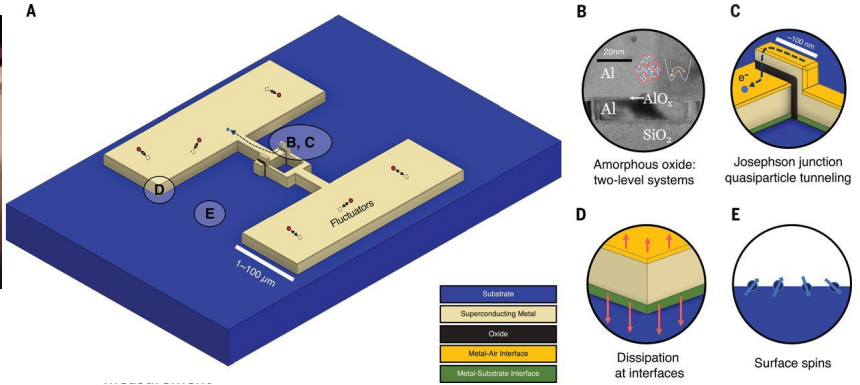 A
B, C
D
E
Fluctuators
1~100 μm
Substrate
Superconducting Metal
Oxide
Metal-Air Interface
Metal-Substrate Interface
B
20nm
Al
AlOx
Al
SiO2
Amorphous oxide:
two-level systems
C
~100 nm
e-
Josephson junction
quasiparticle tunneling
D
Dissipation
at interfaces
E
Surface spins